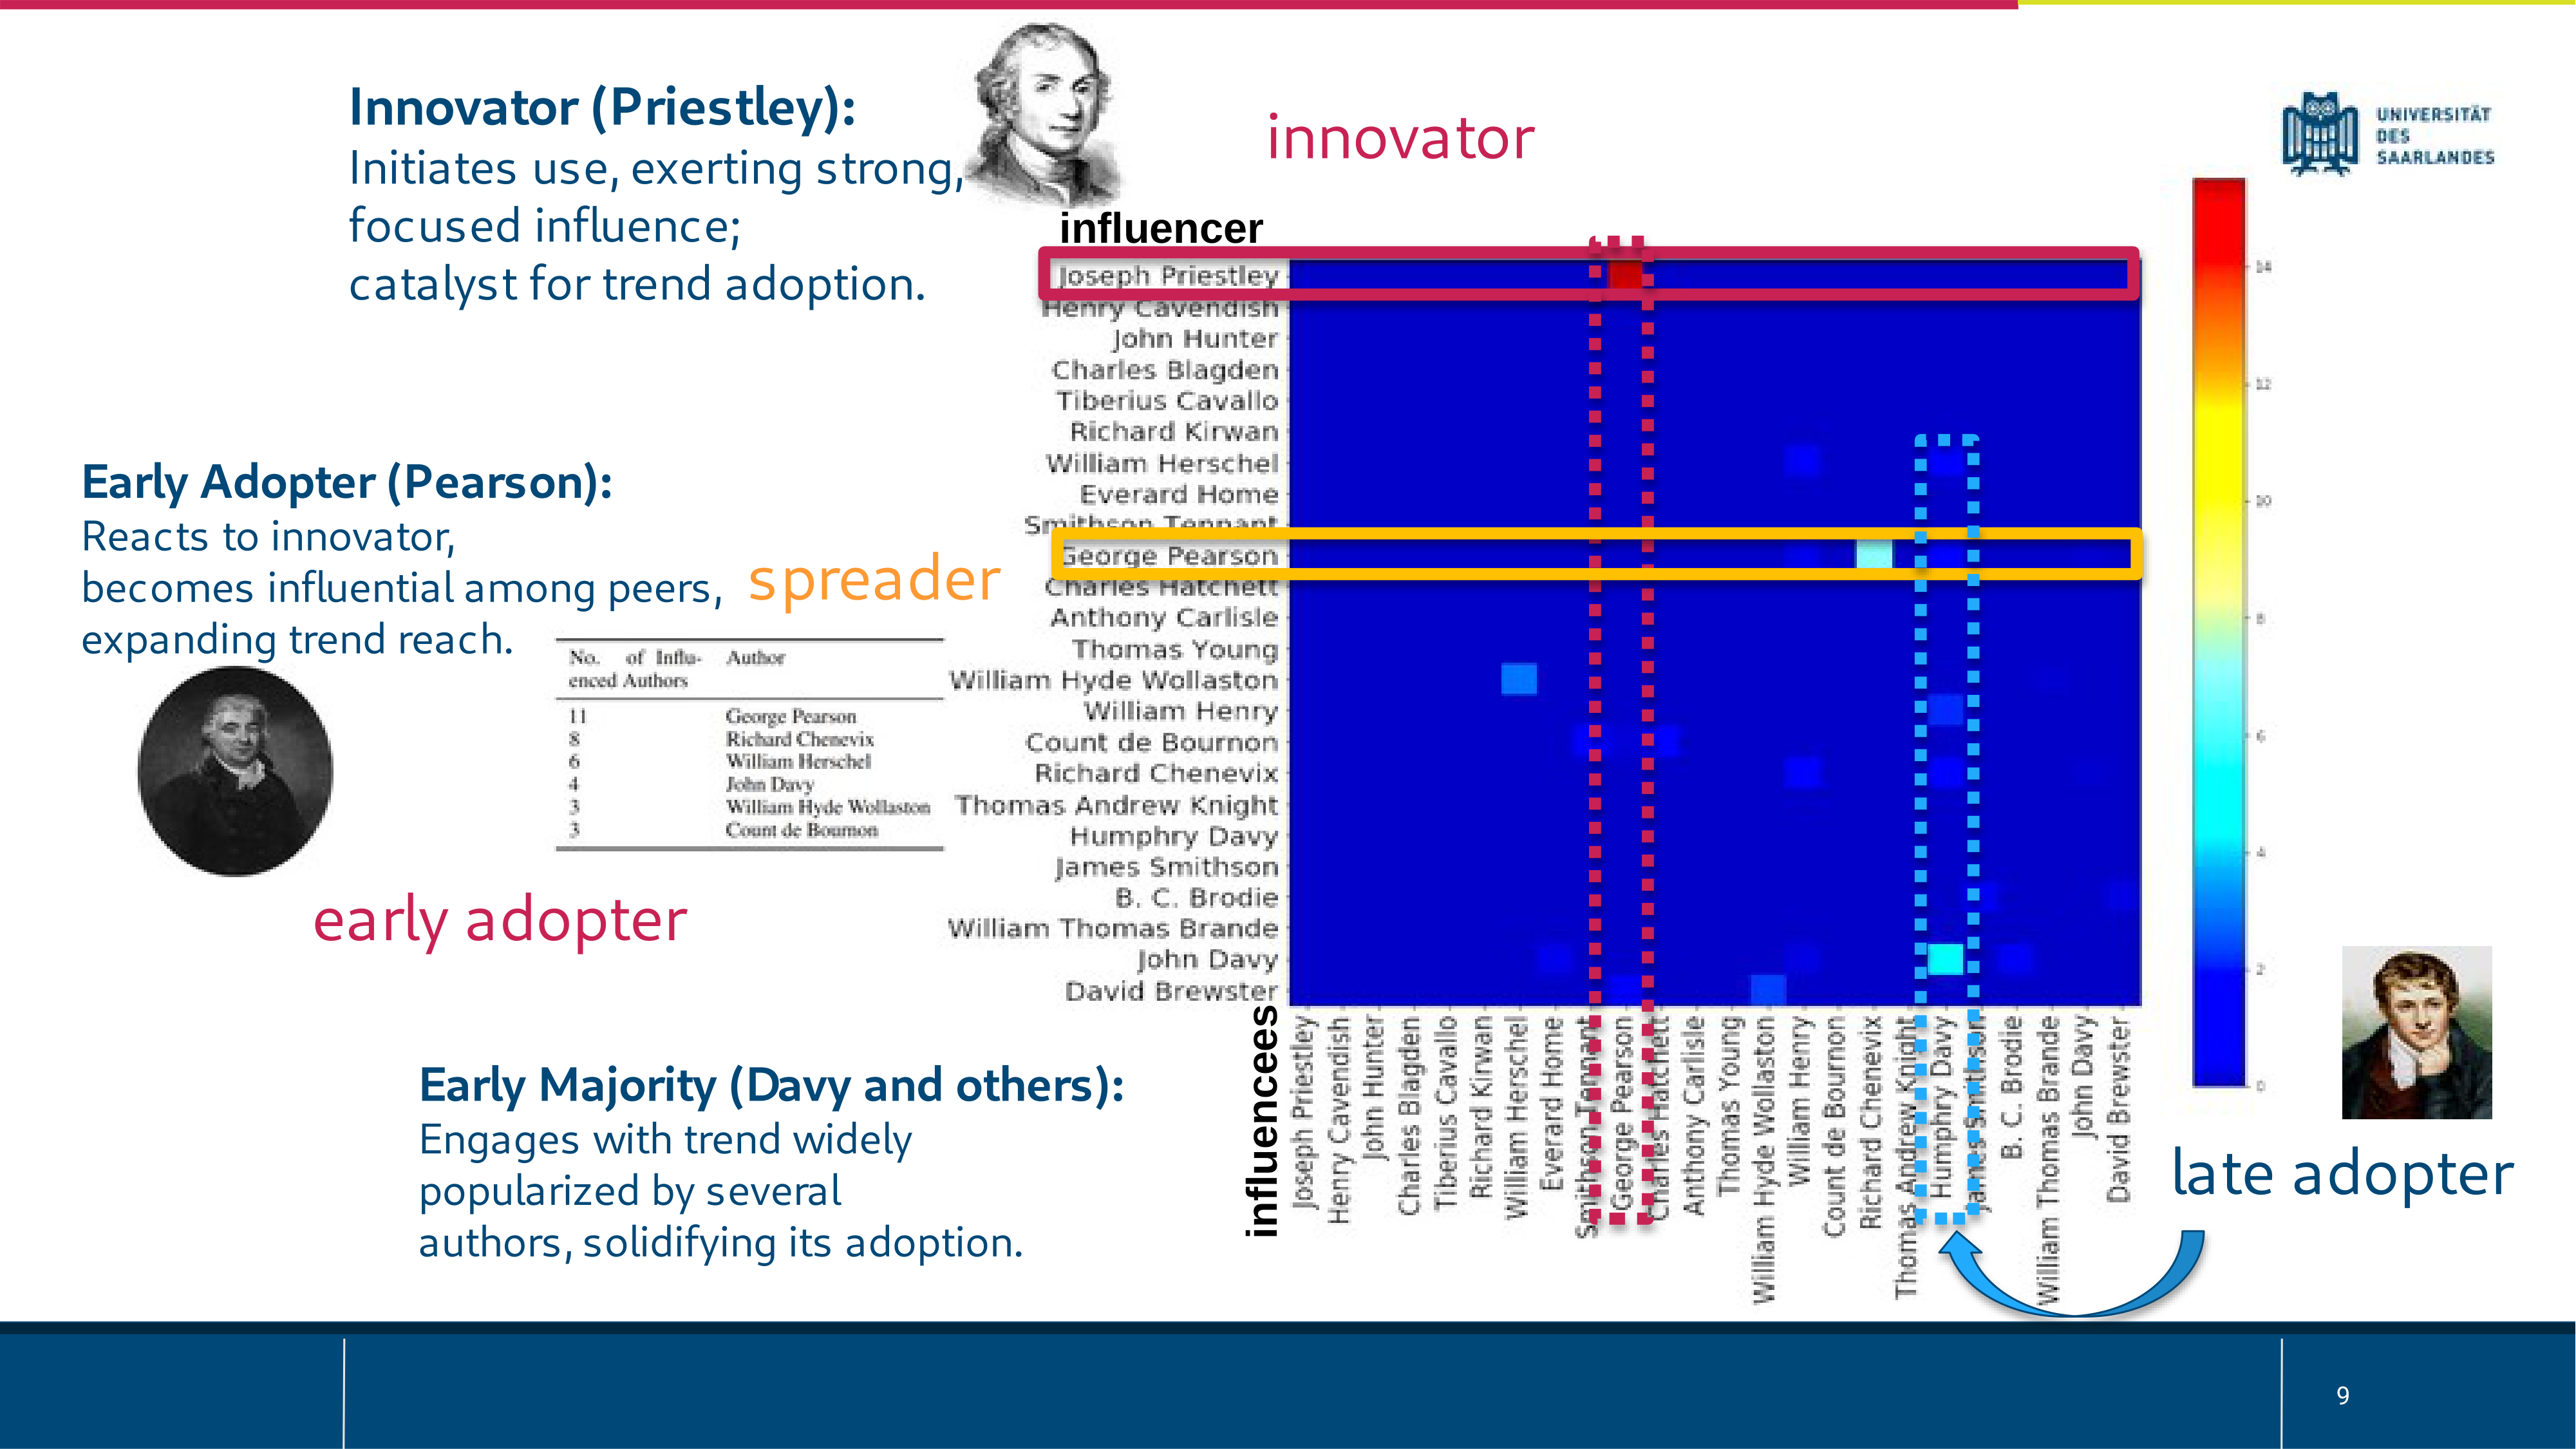 Innovator (Priestley):
Initiates use, exerting strong,
focused influence;
catalyst for trend adoption.
innovator
UNIVERSITÄT
DES
SAARLANDES
influencer
Early Adopter (Pearson):
Reacts to innovator,
becomes influential among peers,
expanding trend reach.
spreader
No. of Influ- Author
enced Authors
11 George Pearson
8 Richard Chenevix
6 William Herschel
4 John Davy
3 William Hyde Wollaston
3 Count de Bournon
early adopter
Early Majority (Davy and others):
Engages with trend widely
popularized by several
authors, solidifying its adoption.
Joseph Priestley
Henry Cavendish
John Hunter
Charles Blagden
Tiberius Cavallo
Richard Kirwan
William Herschel
Everard Home
Smithson Tennant
George Pearson
Charles Hatchett
Anthony Carlisle
Thomas Young
William Hyde Wollaston
William Henry
Count de Bournon
Richard Chenevix
Thomas Andrew Knight
Humphry Davy
James Smithson
B. C. Brodie
William Thomas Brande
John Davy
David Brewster
influencees
Joseph Priestley
Henry Cavendish
John Hunter
Charles Blagden
Tiberius Cavallo
Richard Kirwan
William Herschel
Everard Home
Smithson Tennant
George Pearson
Charles Hatchett
Anthony Carlisle
Thomas Young
William Hyde Wollaston
William Henry
Count de Bournon
Richard Chenevix
Thomas Andrew Knight
Humphry Davy
James Smithson
B. C. Brodie
William Thomas Brande
John Davy
David Brewster
14
12
10
8
6
4
2
0
late adopter
9